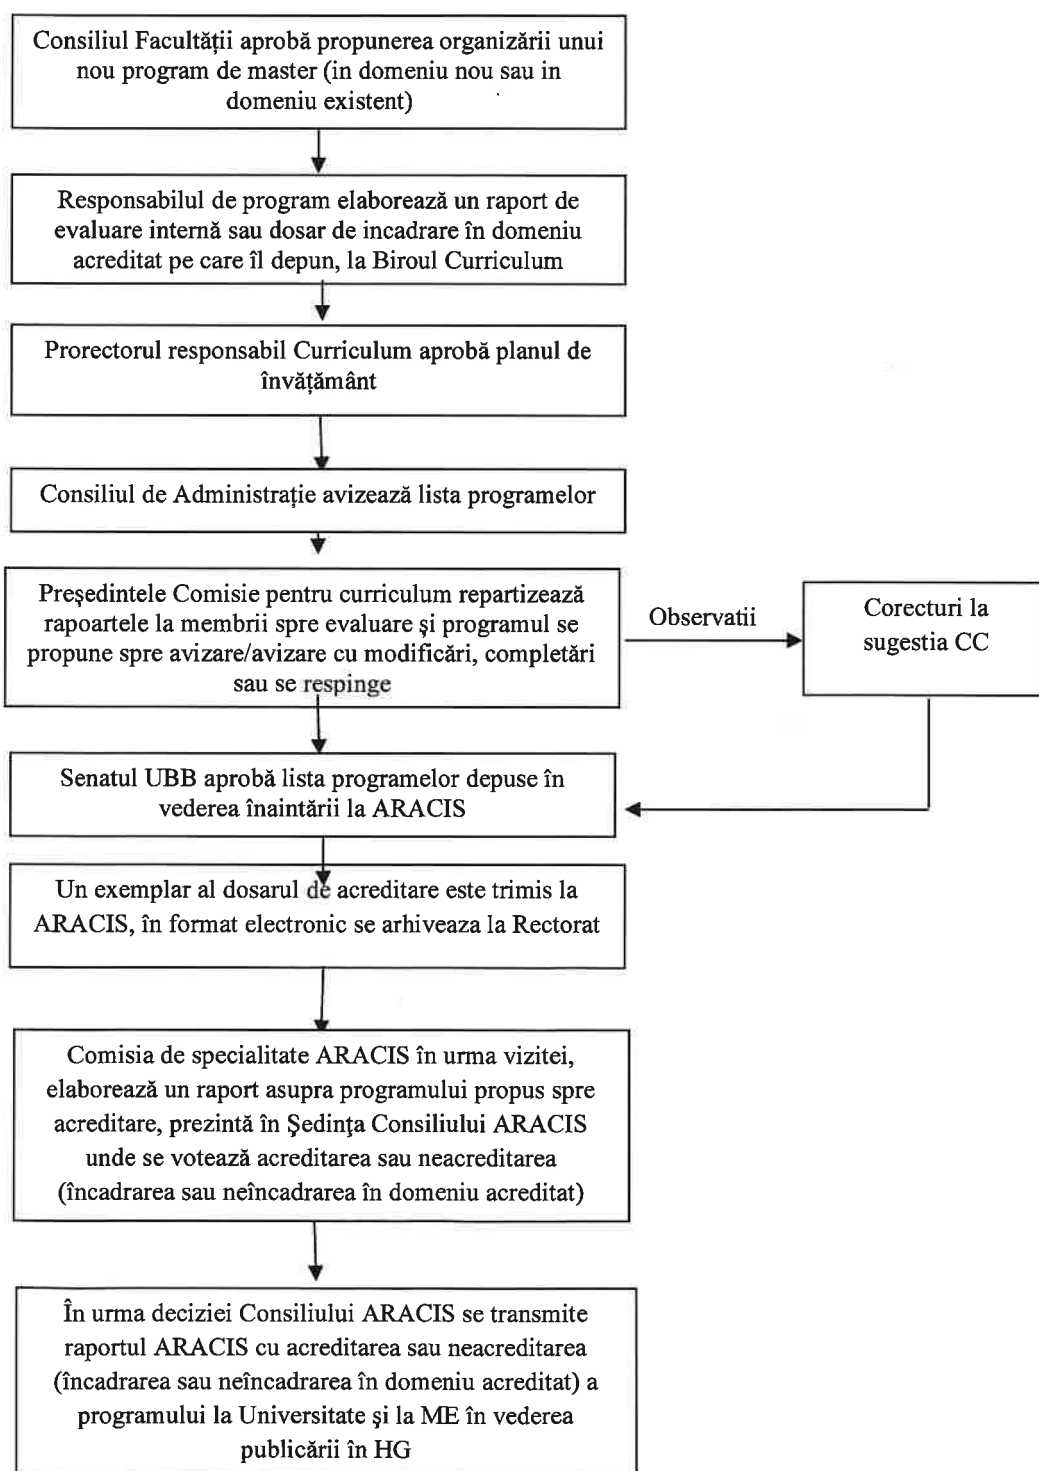 Consiliul Facultății aprobă propunerea organizării unui
nou program de master (in domeniu nou sau in
domeniu existent)
Responsabilul de program elaborează un raport de
evaluare internă sau dosar de incadrare în domeniu
acreditat pe care îl depun, la Biroul Curriculum
Prorectorul responsabil Curriculum aprobă planul de
învățământ
Consiliul de Administrație avizează lista programelor
Președintele Comisie pentru curriculum repartizează
rapoartele la membrii spre evaluare și programul se
propune spre avizare/avizare cu modificări, completări
sau se respinge
Observatii
Corecturi la
sugestia CC
Senatul UBB aprobă lista programelor depuse în
vederea înaintării la ARACIS
Un exemplar al dosarul de acreditare este trimis la
ARACIS, în format electronic se arhiveaza la Rectorat
Comisia de specialitate ARACIS în urma vizitei,
elaborează un raport asupra programului propus spre
acreditare, prezintă în Şedinţa Consiliului ARACIS
unde se votează acreditarea sau neacreditarea
(încadrarea sau neîncadrarea în domeniu acreditat)
În urma deciziei Consiliului ARACIS se transmite
raportul ARACIS cu acreditarea sau neacreditarea
(încadrarea sau neîncadrarea în domeniu acreditat) a
programului la Universitate şi la ME în vederea
publicării în HG